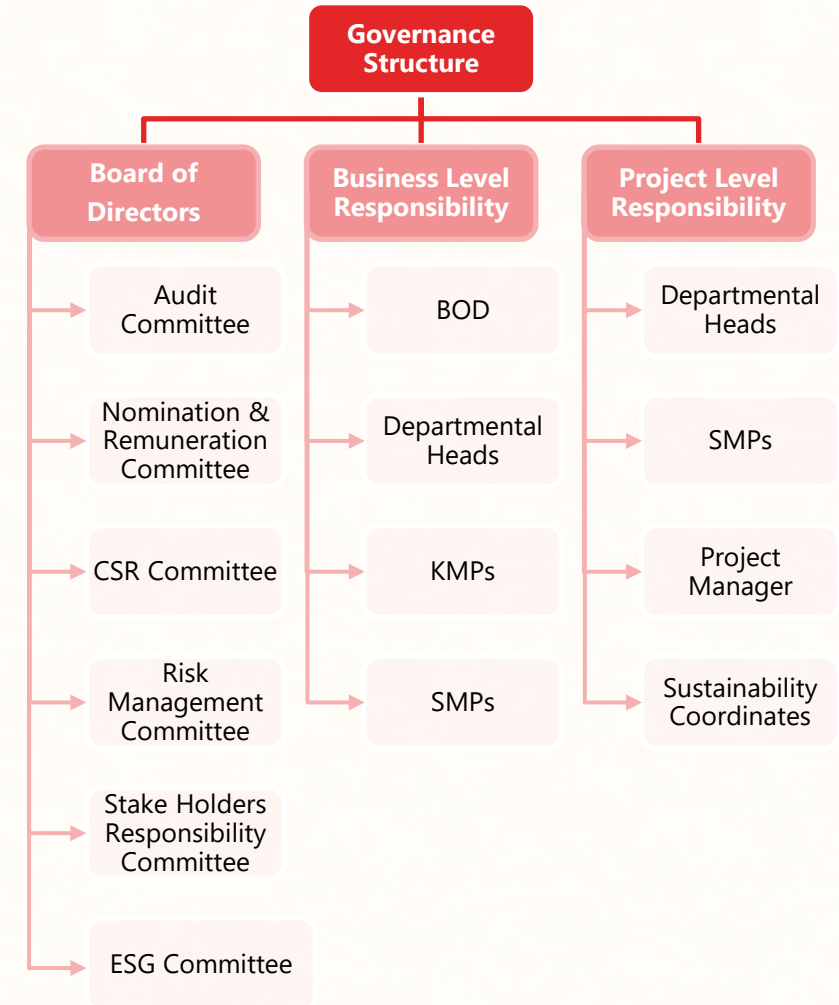 Governance
Structure
Board of
Directors
Audit
Committee
Nomination &
Remuneration
Committee
CSR Committee
Risk
Management
Committee
Stake Holders
Responsibility
Committee
ESG Committee
Business Level
Responsibility
BOD
Departmental
Heads
KMPs
SMPs
Project Level
Responsibility
Departmental
Heads
SMPs
Project
Manager
Sustainability
Coordinates